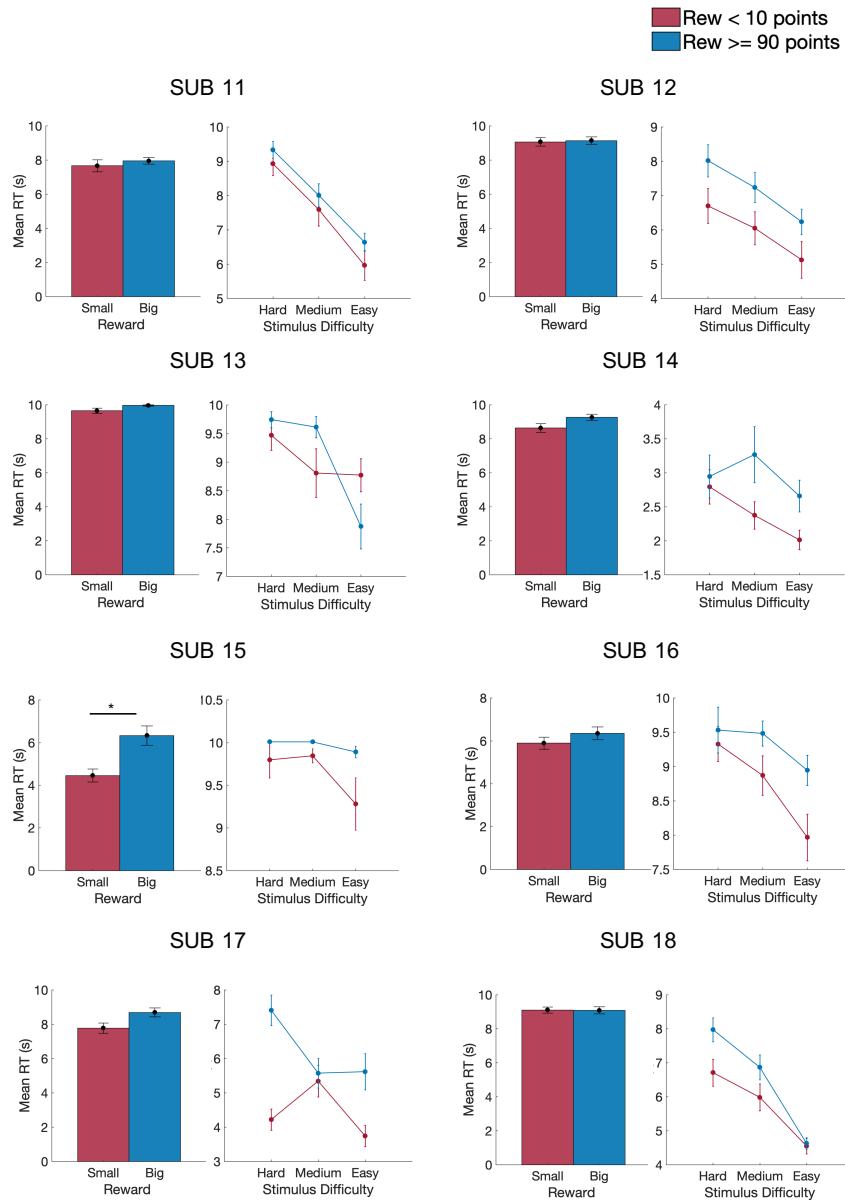 Rew < 10 points
Rew >= 90 points
SUB 11
SUB 12
10
8
6
4
2
0
Mean RT (s)
Small Big
Reward
10
9
8
7
6
5
Hard Medium Easy
Stimulus Difficulty
10
8
6
4
2
0
Mean RT (s)
Small Big
Reward
9
8
7
6
5
4
Hard Medium Easy
Stimulus Difficulty
SUB 13
SUB 14
10
8
6
4
2
0
Mean RT (s)
Small Big
Reward
10
9.5
9
8.5
8
7.5
7
Hard Medium Easy
Stimulus Difficulty
10
8
6
4
2
0
Mean RT (s)
Small Big
Reward
4
3.5
3
2.5
2
1.5
Hard Medium Easy
Stimulus Difficulty
SUB 15
SUB 16
8
6
4
2
0
Mean RT (s)
*
Small Big
Reward
10.5
10
9.5
9
8.5
Hard Medium Easy
Stimulus Difficulty
8
6
4
2
0
Mean RT (s)
Small Big
Reward
10
9.5
9
8.5
8
7.5
Hard Medium Easy
Stimulus Difficulty
SUB 17
SUB 18
10
8
6
4
2
0
Mean RT (s)
Small Big
Reward
8
7
6
5
4
3
Hard Medium Easy
Stimulus Difficulty
10
8
6
4
2
0
Mean RT (s)
Small Big
Reward
9
8
7
6
5
4
Hard Medium Easy
Stimulus Difficulty